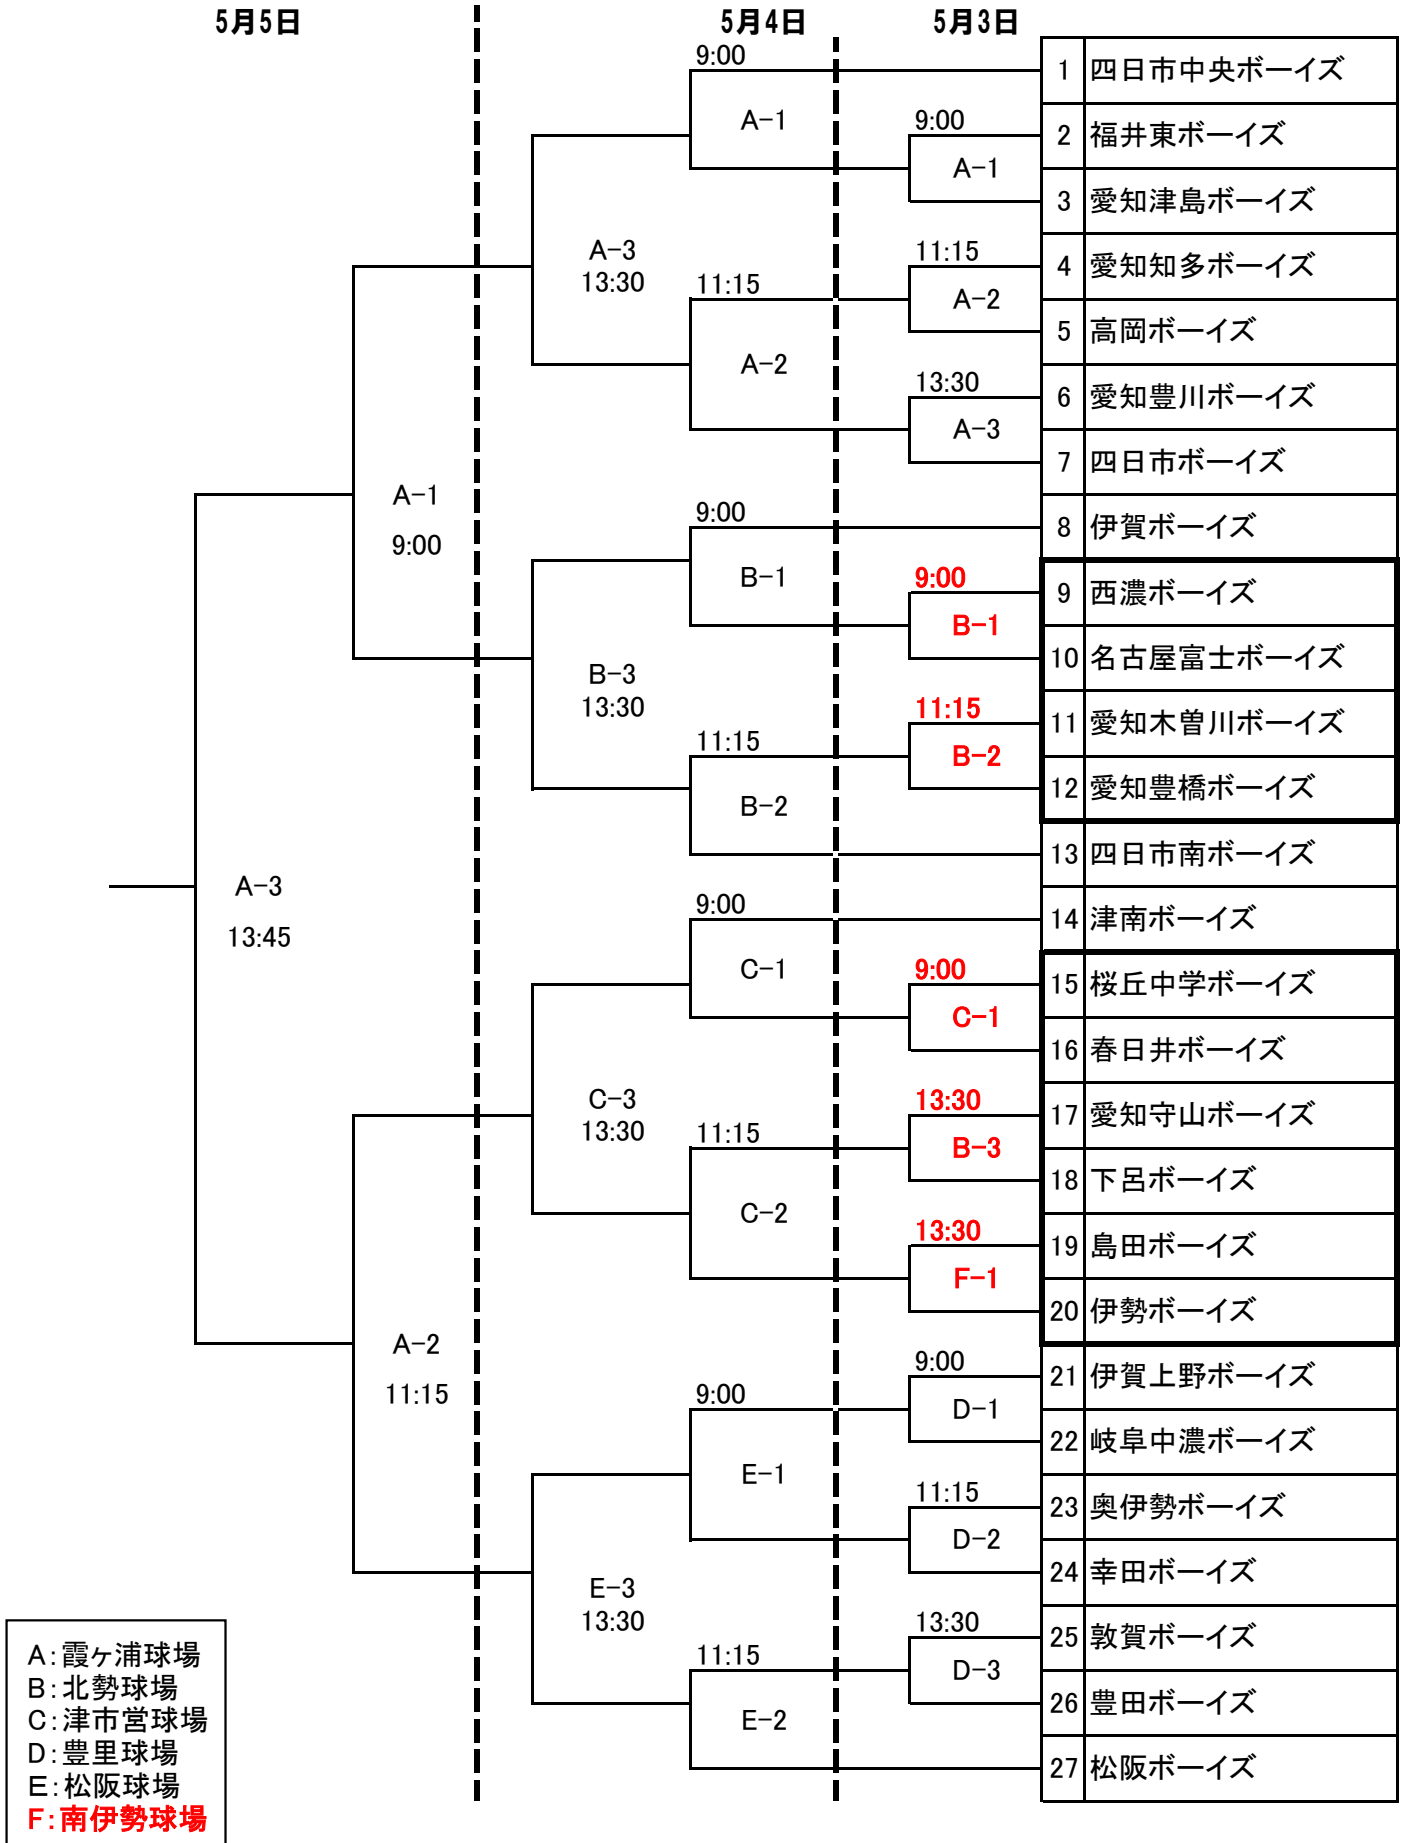 5月5日 5月4日 5月3日
9:00
1 四日市中央ボーイズ
A-1
9:00
2 福井東ボーイズ
A-1
3 愛知津島ボーイズ
A-3
13:30
11:15
4 愛知知多ボーイズ
11:15
A-2
5 高岡ボーイズ
A-2
13:30
6 愛知豊川ボーイズ
A-3
7 四日市ボーイズ
A-1
9:00
9:00
8 伊賀ボーイズ
B-1
9:00
9 西濃ボーイズ
B-1
10 名古屋富士ボーイズ
B-3
13:30
11:15
11 愛知木曽川ボーイズ
11:15
B-2
12 愛知豊橋ボーイズ
B-2
13 四日市南ボーイズ
A-3
13:45
9:00
14 津南ボーイズ
C-1
9:00
15 桜丘中学ボーイズ
C-1
16 春日井ボーイズ
C-3
13:30
13:30
17 愛知守山ボーイズ
11:15
B-3
18 下呂ボーイズ
C-2
13:30
19 島田ボーイズ
F-1
20 伊勢ボーイズ
A-2
11:15
9:00
21 伊賀上野ボーイズ
9:00
D-1
22 岐阜中濃ボーイズ
E-1
11:15
23 奥伊勢ボーイズ
D-2
24 幸田ボーイズ
E-3
13:30
13:30
25 敦賀ボーイズ
11:15
D-3
26 豊田ボーイズ
E-2
27 松阪ボーイズ
A:霞ヶ浦球場
B:北勢球場
C:津市営球場
D:豊里球場
E:松阪球場
F:南伊勢球場